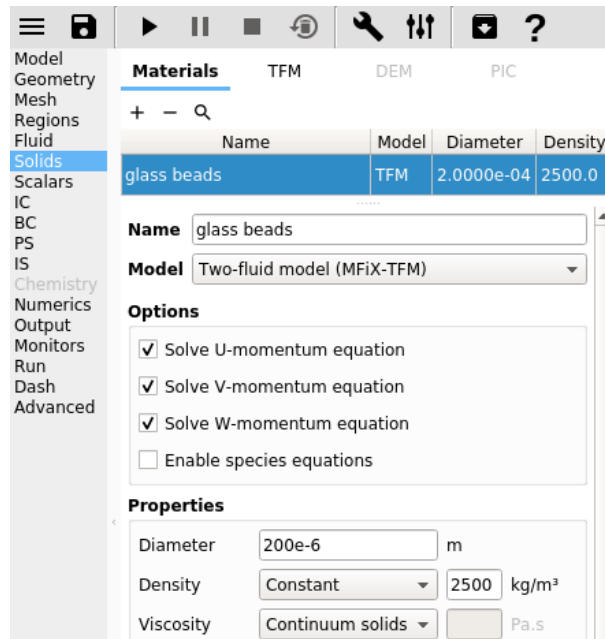 ?
Model
Geometry
Mesh
Regions
Fluid
Solids
Scalars
IC
BC
PS
IS
Chemistry
Numerics
Output
Monitors
Run
Dash
Advanced
Materials TFM DEM PIC
Name Model Diameter Density
glass beads TFM 2.0000e-04 2500.0
Name glass beads
Model Two-fluid model (MFiX-TFM)
Options
Solve U-momentum equation
Solve V-momentum equation
Solve W-momentum equation
Enable species equations
Properties
Diameter 200e-6 m
Density Constant 2500 kg/m³
Viscosity Continuum solids Pa.s